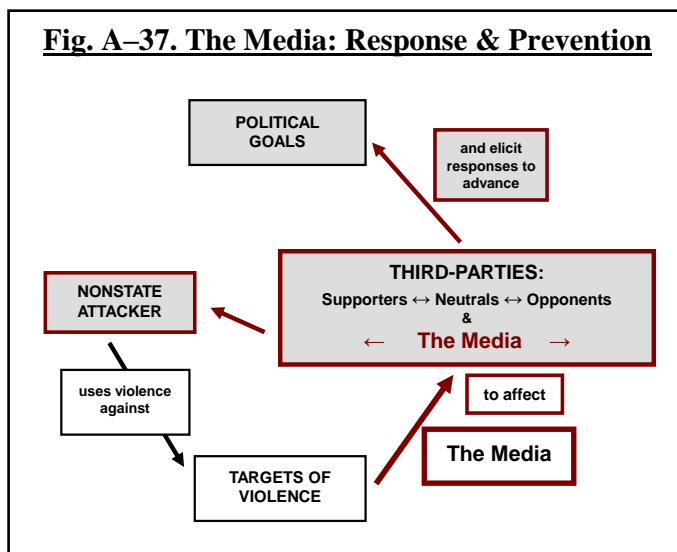 Fig. A–37. The Media: Response & Prevention
POLITICAL
GOALS
and elicit
responses to
advance
THIRD-PARTIES:
Supporters ↔ Neutrals ↔ Opponents
&
← The Media →
NONSTATE
ATTACKER
uses violence
against
to affect
The Media
TARGETS OF
VIOLENCE